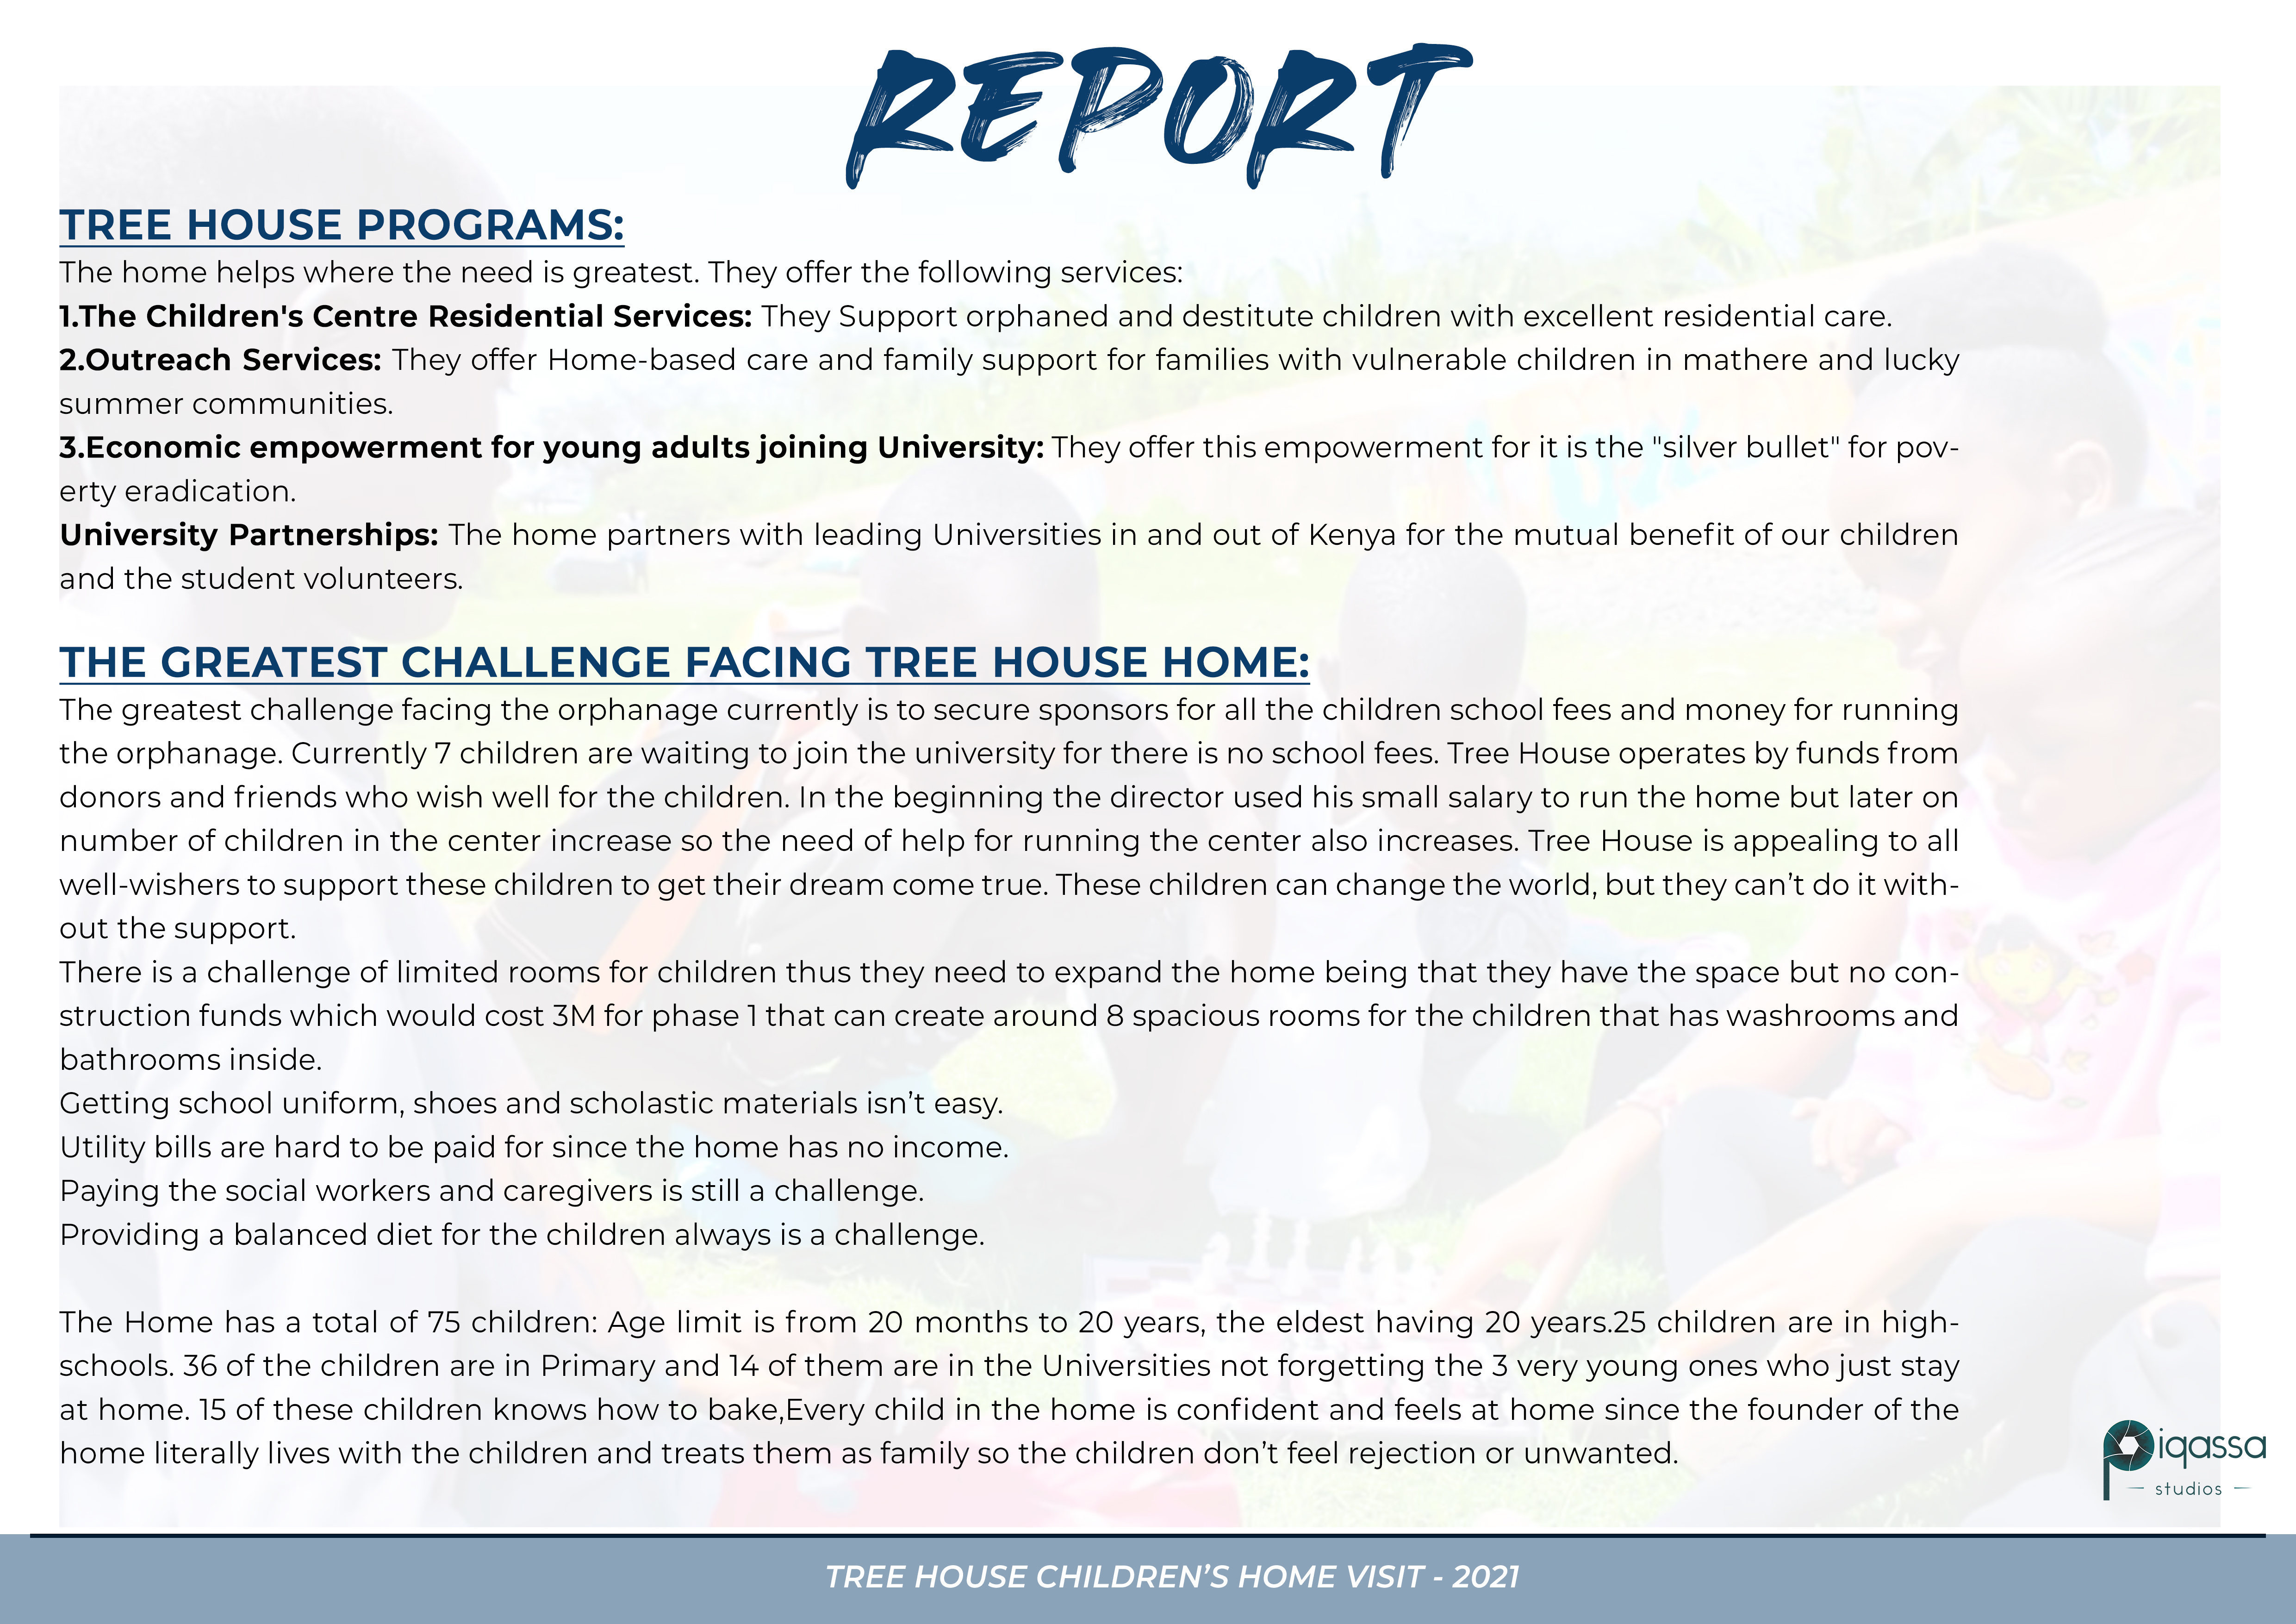 REPORT
TREE HOUSE PROGRAMS:
The home helps where the need is greatest. They offer the following services:
1.The Children's Centre Residential Services: They Support orphaned and destitute children with excellent residential care.
2.Outreach Services: They offer Home-based care and family support for families with vulnerable children in mathere and lucky
summer communities.
3.Economic empowerment for young adults joining University: They offer this empowerment for it is the "silver bullet" for pov-
erty eradication.
University Partnerships: The home partners with leading Universities in and out of Kenya for the mutual benefit of our children
and the student volunteers.
THE GREATEST CHALLENGE FACING TREE HOUSE HOME:
The greatest challenge facing the orphanage currently is to secure sponsors for all the children school fees and money for running
the orphanage. Currently 7 children are waiting to join the university for there is no school fees. Tree House operates by funds from
donors and friends who wish well for the children. In the beginning the director used his small salary to run the home but later on
number of children in the center increase so the need of help for running the center also increases. Tree House is appealing to all
well-wishers to support these children to get their dream come true. These children can change the world, but they can’t do it with-
out the support.
There is a challenge of limited rooms for children thus they need to expand the home being that they have the space but no con-
struction funds which would cost 3M for phase 1 that can create around 8 spacious rooms for the children that has washrooms and
bathrooms inside.
Getting school uniform, shoes and scholastic materials isn’t easy.
Utility bills are hard to be paid for since the home has no income.
Paying the social workers and caregivers is still a challenge.
Providing a balanced diet for the children always is a challenge.
The Home has a total of 75 children: Age limit is from 20 months to 20 years, the eldest having 20 years.25 children are in high-
schools. 36 of the children are in Primary and 14 of them are in the Universities not forgetting the 3 very young ones who just stay
at home. 15 of these children knows how to bake,Every child in the home is confident and feels at home since the founder of the
home literally lives with the children and treats them as family so the children don’t feel rejection or unwanted.
Piqassa
studios
TREE HOUSE CHILDREN’S HOME VISIT - 2021